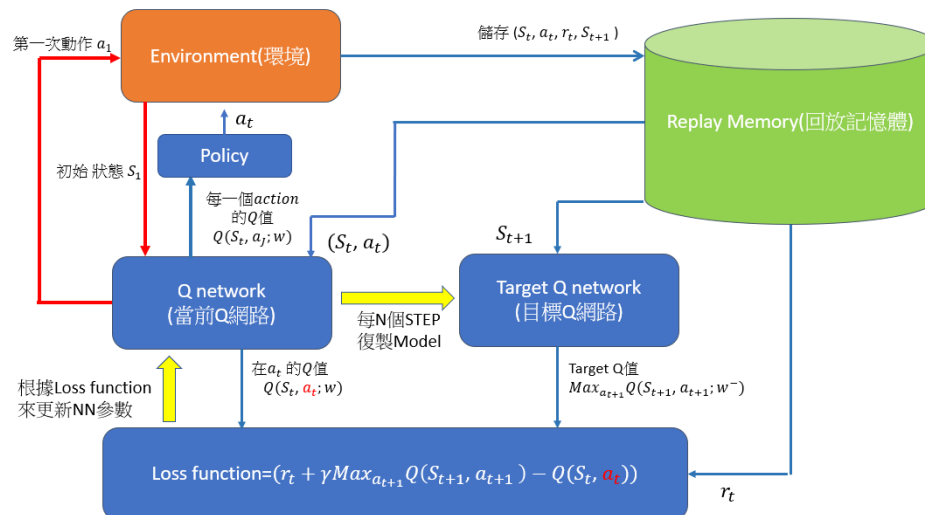 第一次動作 a₁
Environment(環境)
儲存 (Sₜ, aₜ, rₜ, Sₜ₊₁ )
Replay Memory(回放記憶體)
aₜ
Policy
初始 狀態 S₁
每一個action
的Q值
Q(Sₜ, a_J; w)
(Sₜ, aₜ)
Sₜ₊₁
Q network
(當前Q網路)
Target Q network
(目標Q網路)
每N個STEP
復製Model
根據Loss function
來更新NN參數
在aₜ 的Q值
Q(Sₜ, aₜ; w)
Target Q值
Max_{aₜ₊₁}Q(Sₜ₊₁, aₜ₊₁; w⁻)
Loss function=(rₜ + γMax_{aₜ₊₁}Q(Sₜ₊₁, aₜ₊₁ ) − Q(Sₜ, aₜ))
rₜ